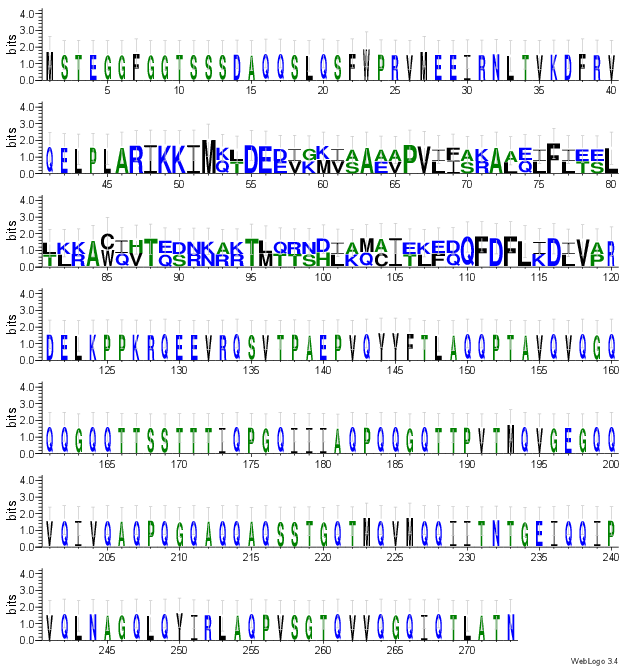 4.0
3.0
2.0
1.0
0.0
bits
MSTEGGFGGTSSSDAQQSLQSFWPRVMEEIRNLTVKDFRV
5 10 15 20 25 30 35 40
4.0
3.0
2.0
1.0
0.0
bits
QELPLARIKKIM DE A PV A F L
45 50 55 60 65 70 75 80
4.0
3.0
2.0
1.0
0.0
bits
A T T QFDFL D V R
85 90 95 100 105 110 115 120
4.0
3.0
2.0
1.0
0.0
bits
DELKPPKRQEEVRQSVTPAEPVQYYFTLAQQPTAVQVQGQ
125 130 135 140 145 150 155 160
4.0
3.0
2.0
1.0
0.0
bits
QQGQQTTSSTTTIQPGQIIIAQPQQGQTTPVTMQVGEGQQ
165 170 175 180 185 190 195 200
4.0
3.0
2.0
1.0
0.0
bits
VQIVQAQPQGQAQQAQSSTGQTMQVMQQIITNTGEIQQIP
205 210 215 220 225 230 235 240
4.0
3.0
2.0
1.0
0.0
bits
VQLNAGQLQYIRLAQPVSGTQVVQGQIQTLATN
245 250 255 260 265 270
WebLogo 3.4